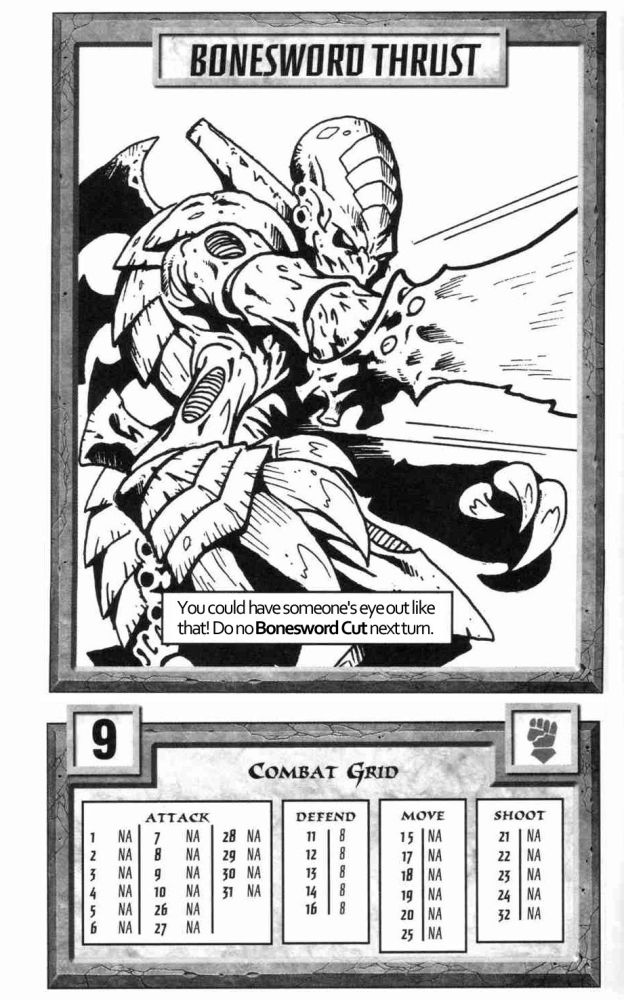 BONESWORD THRUST
You could have someone's eye out like
that! Do no Bonesword Cut next turn.
9
COMBAT GRID
ATTACK DEFEND MOVE SHOOT
1 NA 7 NA 28 NA 11 8 15 NA 21 NA
2 NA 8 NA 29 NA 12 8 17 NA 22 NA
3 NA 9 NA 30 NA 13 8 18 NA 23 NA
4 NA 10 NA 31 NA 14 8 19 NA 24 NA
5 NA 26 NA 16 8 20 NA 32 NA
6 NA 27 NA 25 NA